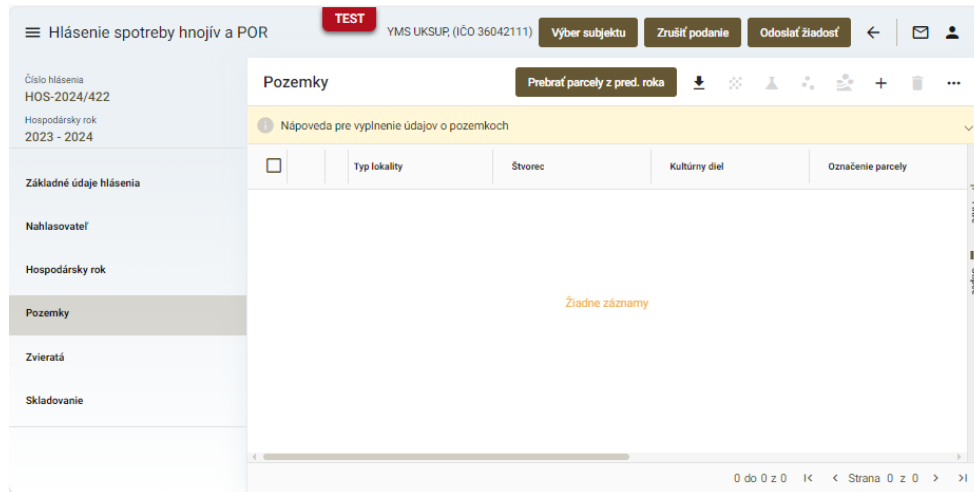 TEST
Hlásenie spotreby hnojív a POR
YMS UKSUP, (IČO 36042111)
Výber subjektu
Zrušiť podanie
Odoslať žiadosť
Číslo hlásenia
HOS-2024/422
Hospodársky rok
2023 - 2024
Základné údaje hlásenia
Nahlasovateľ
Hospodársky rok
Pozemky
Zvieratá
Skladovanie
Pozemky
Prebrať parcely z pred. roka
Nápoveda pre vyplnenie údajov o pozemkoch
Typ lokality
Štvorec
Kultúrny diel
Označenie parcely
Žiadne záznamy
0 do 0 z 0
Strana 0 z 0